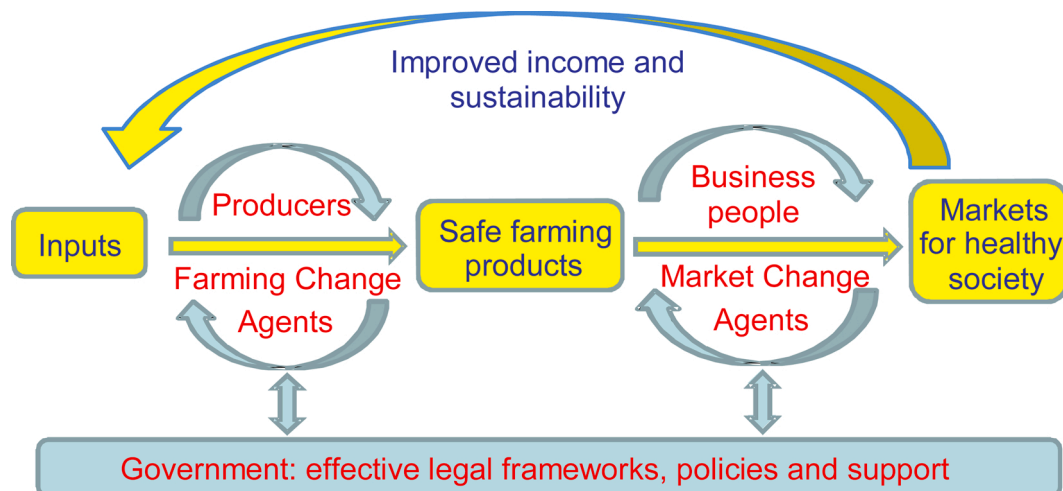 Improved income and
sustainability
Inputs
Producers
Farming Change
Agents
Safe farming
products
Business
people
Market Change
Agents
Markets
for healthy
society
Government: effective legal frameworks, policies and support